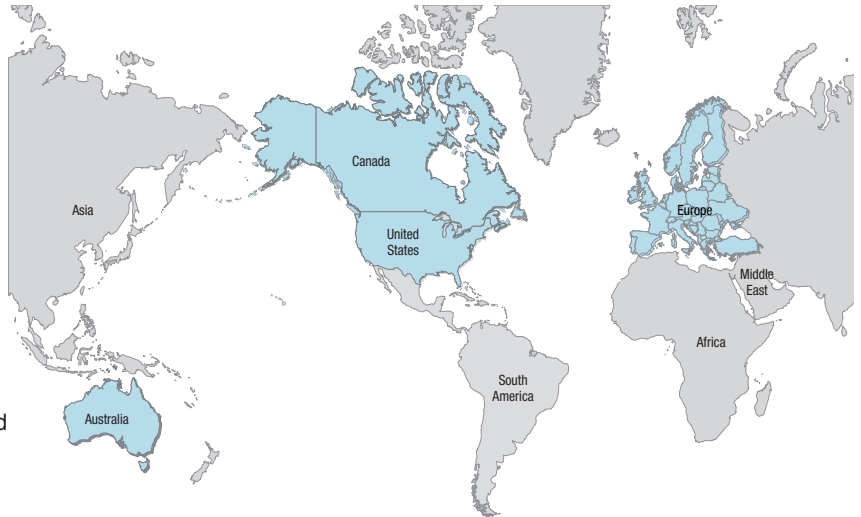 Canada
Asia
Europe
United
States
Middle
East
Africa
South
America
Australia
d